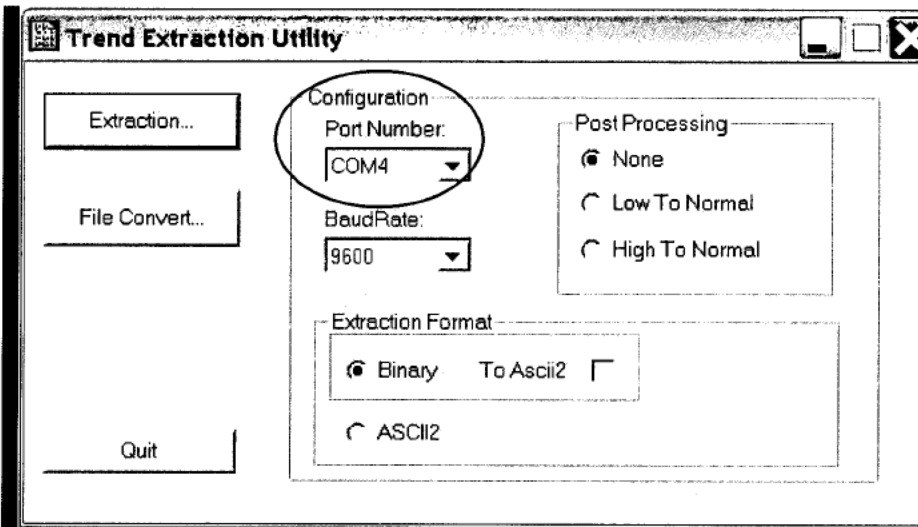 Trend Extraction Utility
Extraction...
File Convert...
Quit
Configuration
Port Number:
COM4
BaudRate:
9600
Post Processing
None
Low To Normal
High To Normal
Extraction Format
Binary To Ascii2
ASCII2